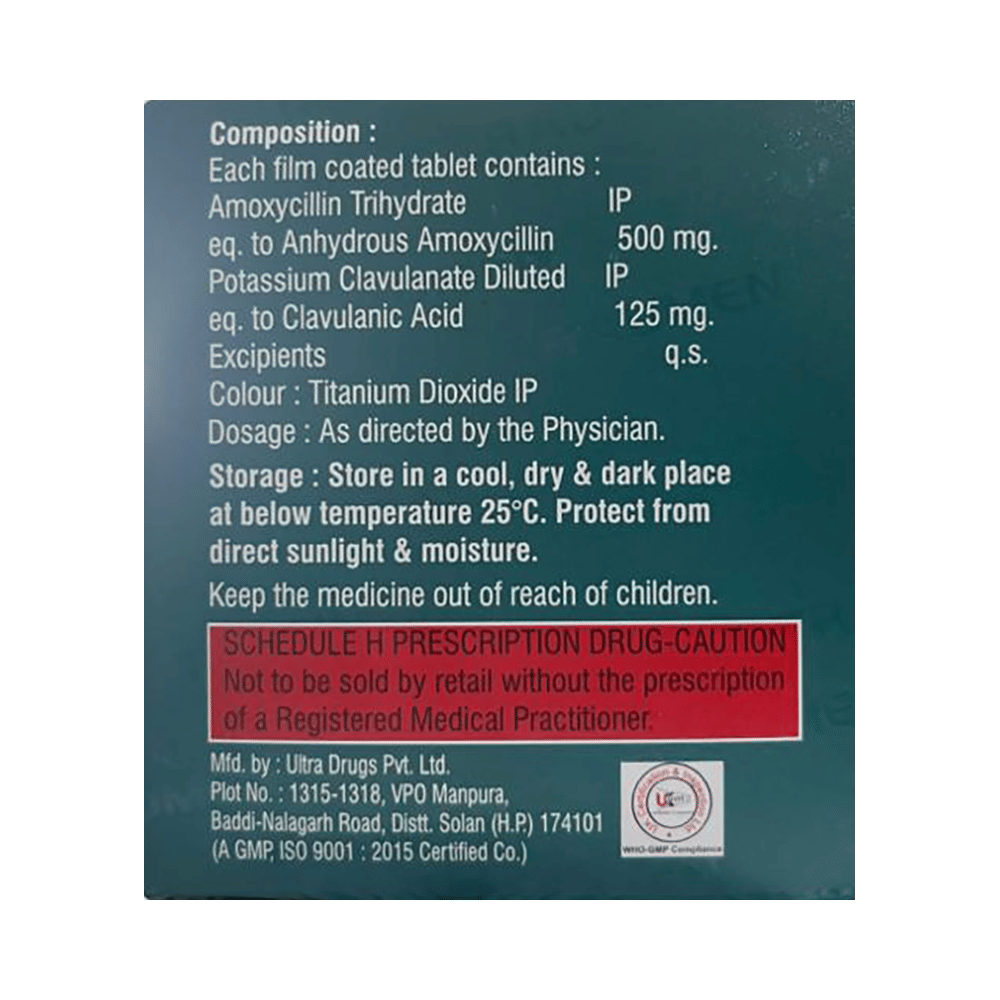 Composition :
Each film coated tablet contains :
Amoxycillin Trihydrate IP
eq. to Anhydrous Amoxycillin 500 mg.
Potassium Clavulanate Diluted IP
eq. to Clavulanic Acid 125 mg.
Excipients q.s.
Colour : Titanium Dioxide IP
Dosage : As directed by the Physician.
Storage : Store in a cool, dry & dark place
at below temperature 25°C. Protect from
direct sunlight & moisture.
Keep the medicine out of reach of children.
SCHEDULE H PRESCRIPTION DRUG-CAUTION
Not to be sold by retail without the prescription
of a Registered Medical Practitioner.
Mfd. by : Ultra Drugs Pvt. Ltd.
Plot No. : 1315-1318, VPO Manpura,
Baddi-Nalagarh Road, Distt. Solan (H.P.) 174101
(A GMP, ISO 9001 : 2015 Certified Co.)
UK Certification & Inspection Ltd
WHO-GMP Compliance